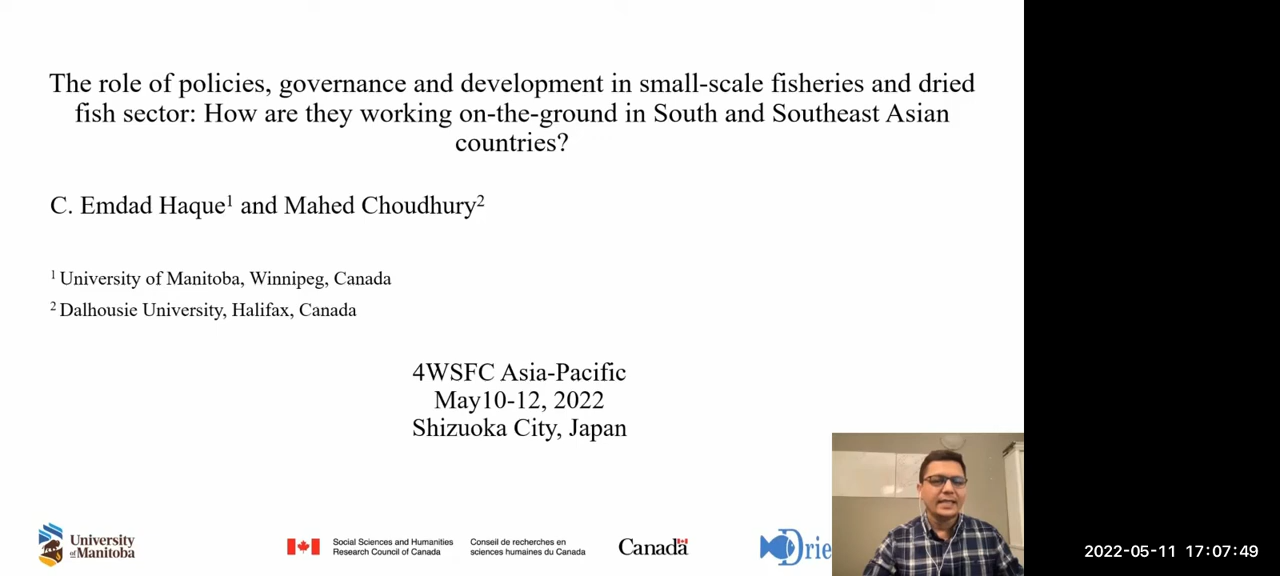 The role of policies, governance and development in small-scale fisheries and dried
fish sector: How are they working on-the-ground in South and Southeast Asian
countries?
C. Emdad Haque¹ and Mahed Choudhury²
¹ University of Manitoba, Winnipeg, Canada
² Dalhousie University, Halifax, Canada
4WSFC Asia-Pacific
May10-12, 2022
Shizuoka City, Japan
University
of Manitoba
Social Sciences and Humanities
Research Council of Canada
Conseil de recherches en
sciences humaines du Canada
Canada
Drie
2022-05-11 17:07:49